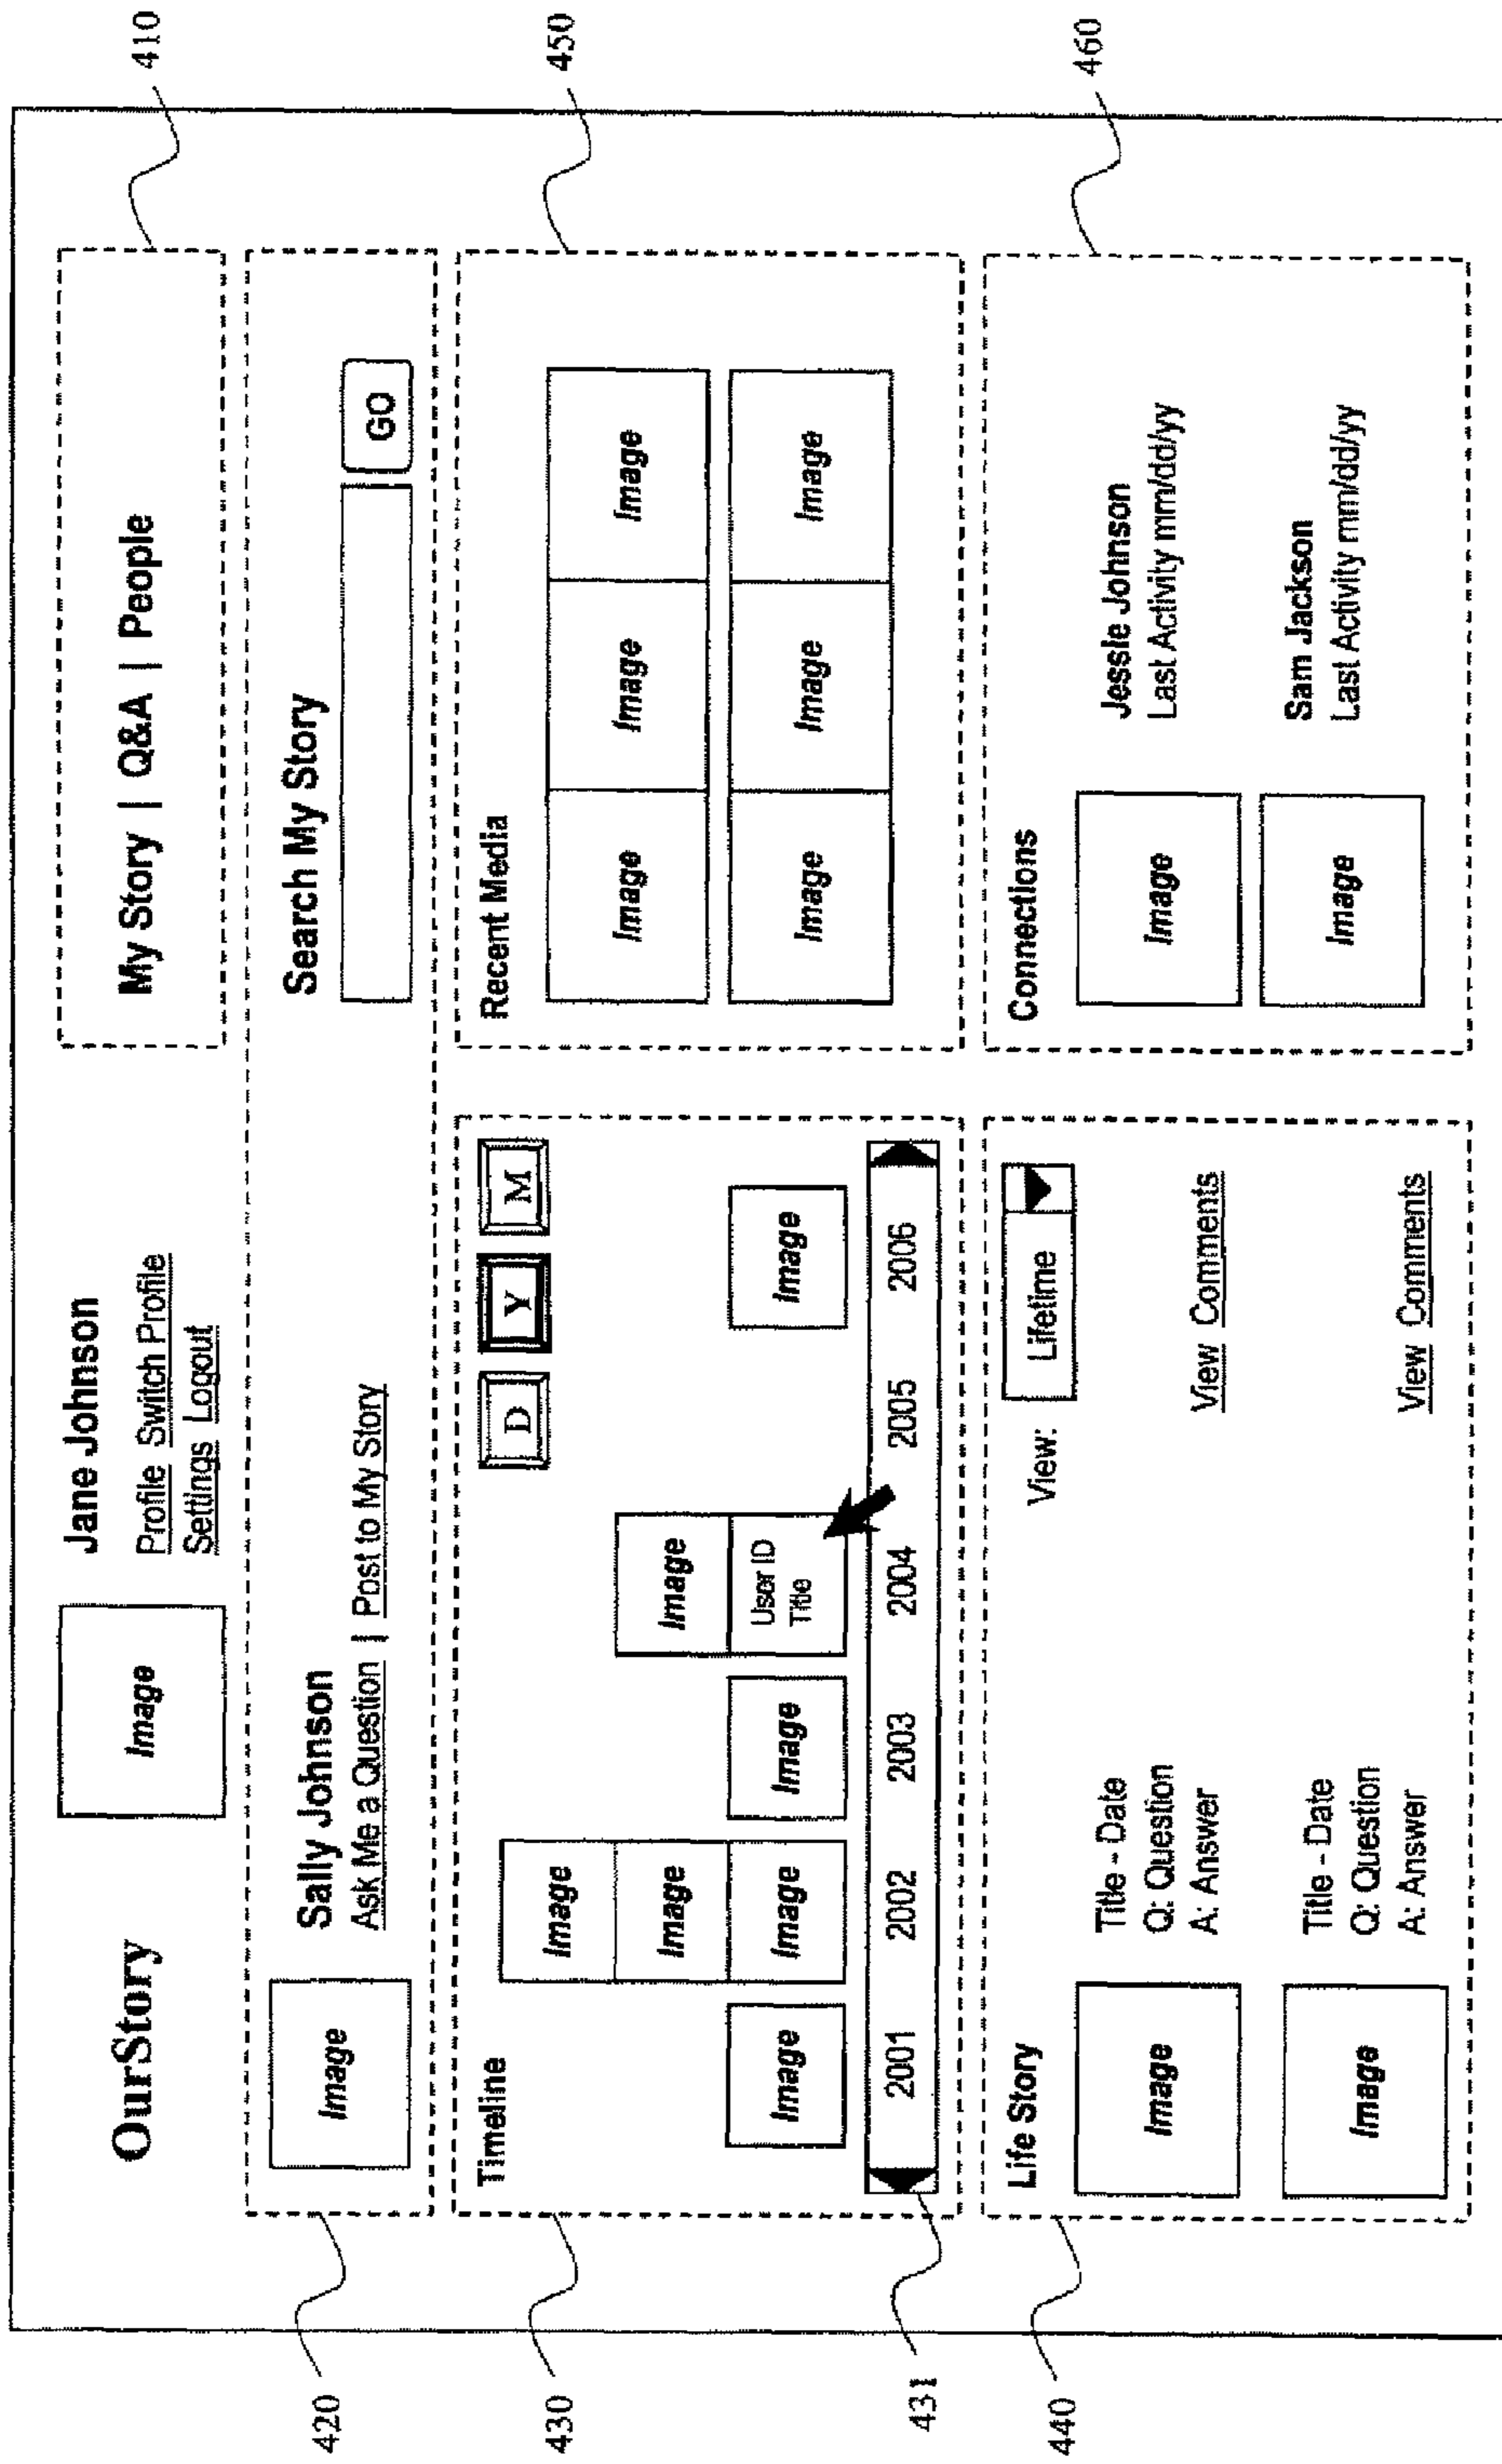 OurStory
Image
Jane Johnson
Profile Switch Profile
Settings Logout
My Story | Q&A | People
410
420
Image
Sally Johnson
Ask Me a Question | Post to My Story
Search My Story
GO
430
Timeline
D Y M
Image
Image
Image
Image
Image
Image
Image
User ID
Title
Image
2001 2002 2003 2004 2005 2006
431
450
Recent Media
Image Image Image
Image Image Image
440
Life Story
View: Lifetime
Image
Title - Date
Q: Question
A: Answer
View Comments
Image
Title - Date
Q: Question
A: Answer
View Comments
460
Connections
Image
Jessie Johnson
Last Activity mm/dd/yy
Image
Sam Jackson
Last Activity mm/dd/yy